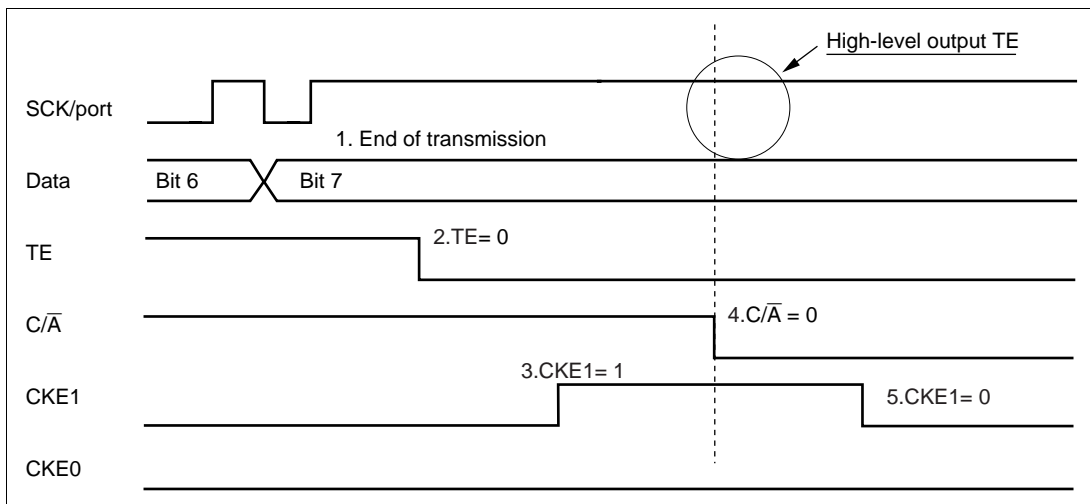 High-level output TE
SCK/port
1. End of transmission
Data
Bit 6
Bit 7
TE
2.TE= 0
C/A̅
4.C/A̅ = 0
3.CKE1= 1
CKE1
5.CKE1= 0
CKE0